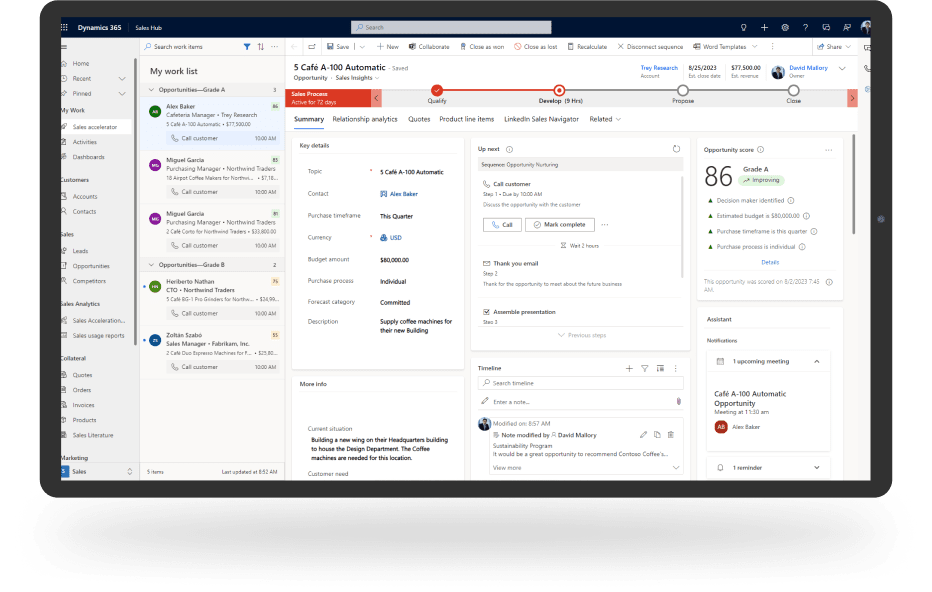 Dynamics 365
Sales Hub
Search
Home
Recent
Pinned
My Work
Sales accelerator
Activities
Dashboards
Customers
Accounts
Contacts
Sales
Leads
Opportunities
Competitors
Sales Analytics
Sales Acceleration...
Sales usage reports
Collateral
Quotes
Orders
Invoices
Products
Sales Literature
Marketing
S Sales
Search work items
My work list
Opportunities—Grade A 3
AB Alex Baker 86
Cafeteria Manager • Trey Research
5 Café A-100 Automatic • $77,500.00
Call customer 10:00 AM
MG Miguel Garcia 83
Purchasing Manager • Northwind Traders
18 Airpot Coffee Makers for Northwi... • $7,18...
Call customer 10:00 AM
MG Miguel Garcia 81
Purchasing Manager • Northwind Traders
2 Café Corto for Northwind Traders • $33,800.00
Call customer 10:00 AM
Opportunities—Grade B 2
HN Heriberto Nathan 75
CTO • Northwind Traders
5 Café BG-1 Pro Grinders for Northw... • $24,99...
Call customer 10:00 AM
ZS Zoltán Szabó 55
Sales Manager • Fabrikam, Inc.
2 Café Duo Espresso Machines for F... • $25,80...
Call customer 10:00 AM
5 items Last updated at 8:52 AM
Save New Collaborate Close as won Close as lost Recalculate Disconnect sequence Word Templates Share
5 Café A-100 Automatic - Saved
Opportunity · Sales Insights
Trey Research
Account
8/25/2023
Est. close date
$77,500.00
Est. revenue
David Mallory
Owner
Sales Process
Active for 72 days
Qualify
Develop (9 Hrs)
Propose
Close
Summary Relationship analytics Quotes Product line items LinkedIn Sales Navigator Related
Key details
Topic * 5 Café A-100 Automatic
Contact Alex Baker
Purchase timeframe This Quarter
Currency * USD
Budget amount $80,000.00
Purchase process Individual
Forecast category Committed
Description Supply coffee machines for
their new Building
More info
Current situation
Building a new wing on their Headquarters building
to house the Design Department. The Coffee
machines are needed for this location.
Customer need
Up next
Sequence: Opportunity Nurturing
Call customer
Step 1 • Due by 10:00 AM
Discuss the opportunity with the customer
Call Mark complete
Wait 2 hours
Thank you email
Step 2
Thank for the opportunity to meet about the future business
Assemble presentation
Step 3
Previous steps
Timeline
Search timeline
Enter a note...
Modified on: 8:57 AM
Note modified by David Mallory
Sustainability Program
It would be a great opportunity to recommend Contoso Coffee's...
View more
Opportunity score
86 Grade A
Improving
Decision maker identified
Estimated budget is $80,000.00
Purchase timeframe is this quarter
Purchase process is individual
Details
This opportunity was scored on 8/2/2023 7:45
AM.
Assistant
Notifications
1 upcoming meeting
Café A-100 Automatic
Opportunity
Meeting at 11:30 am
AB Alex Baker
1 reminder